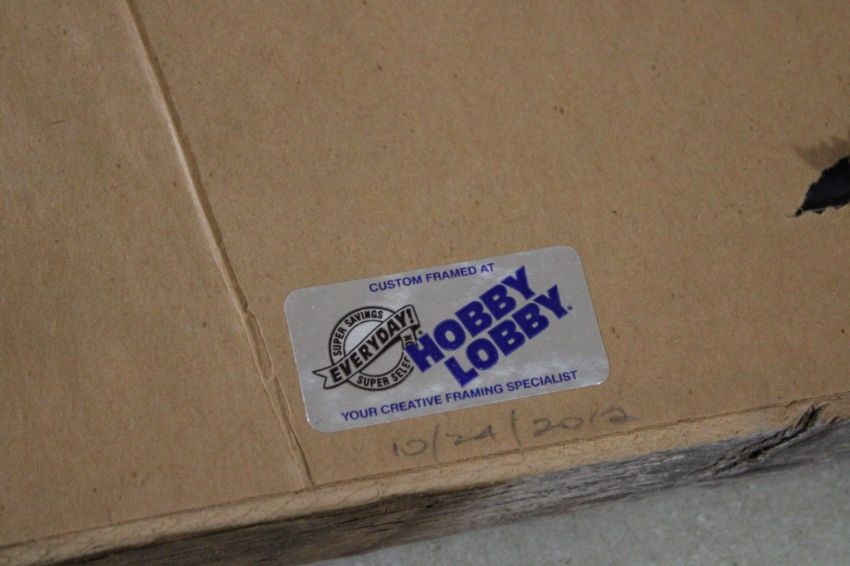 CUSTOM FRAMED AT
SUPER SAVINGS
EVERYDAY!
SUPER SELECTION
HOBBY
LOBBY
YOUR CREATIVE FRAMING SPECIALIST
10/24/2012